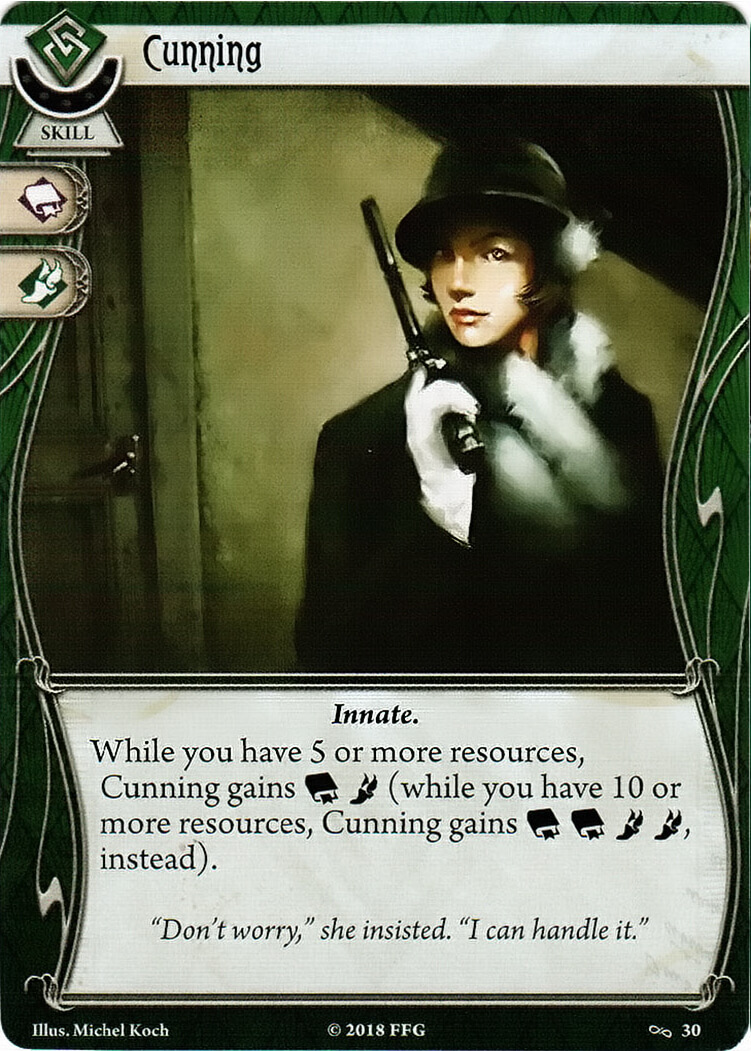 Cunning
SKILL
Innate.
While you have 5 or more resources,
Cunning gains (while you have 10 or
more resources, Cunning gains ,
instead).
“Don’t worry,” she insisted. “I can handle it.”
Illus. Michel Koch
© 2018 FFG
30